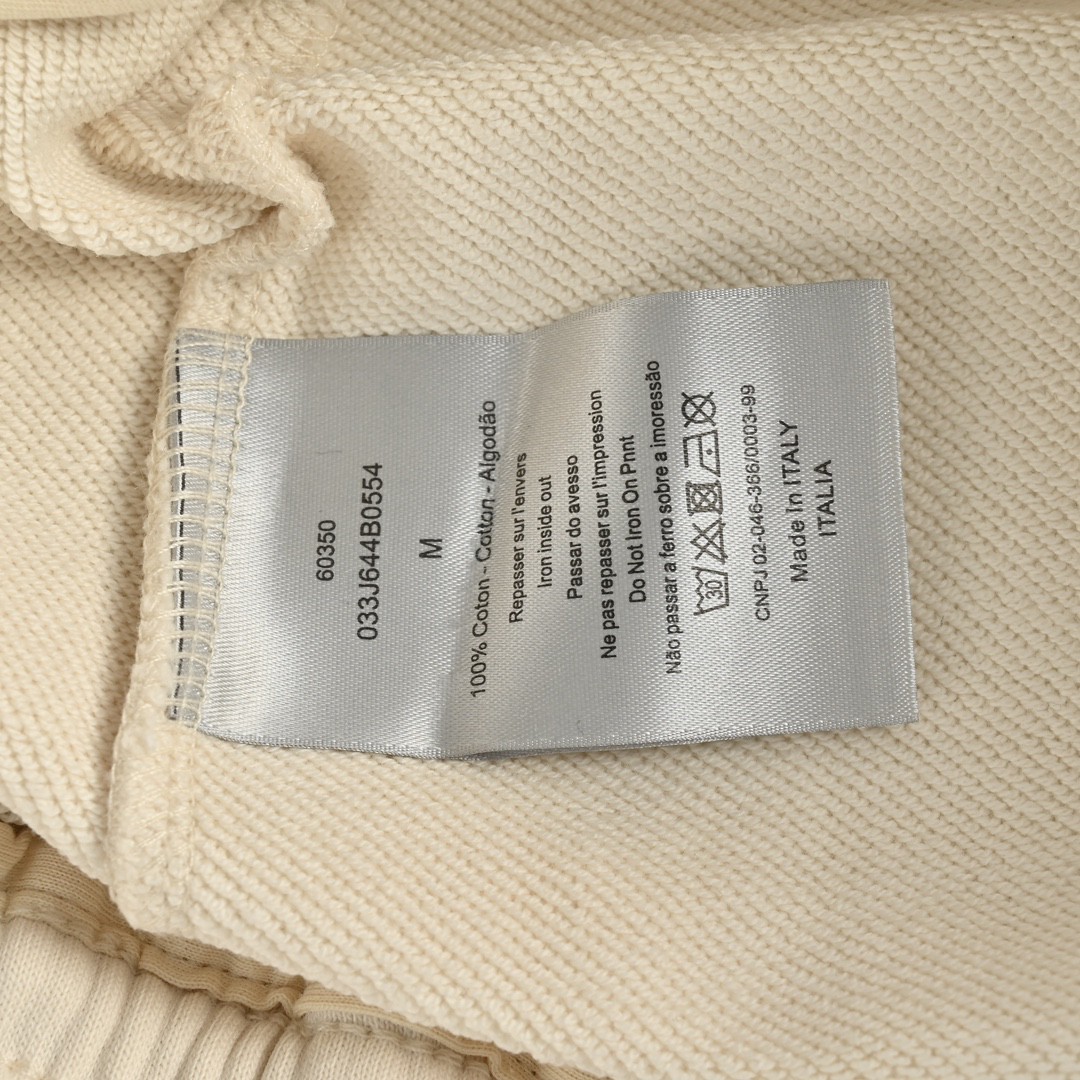 60350
033J644B0554
M
100% Coton - Cotton - Algodão
Repasser sur l'envers
Iron inside out
Passar do avesso
Ne pas repasser sur l'impression
Do Not Iron On Pnnt
Não passar a ferro sobre a imoressão
30
CNPJ 02-046-366/0003-99
Made In ITALY
ITALIA